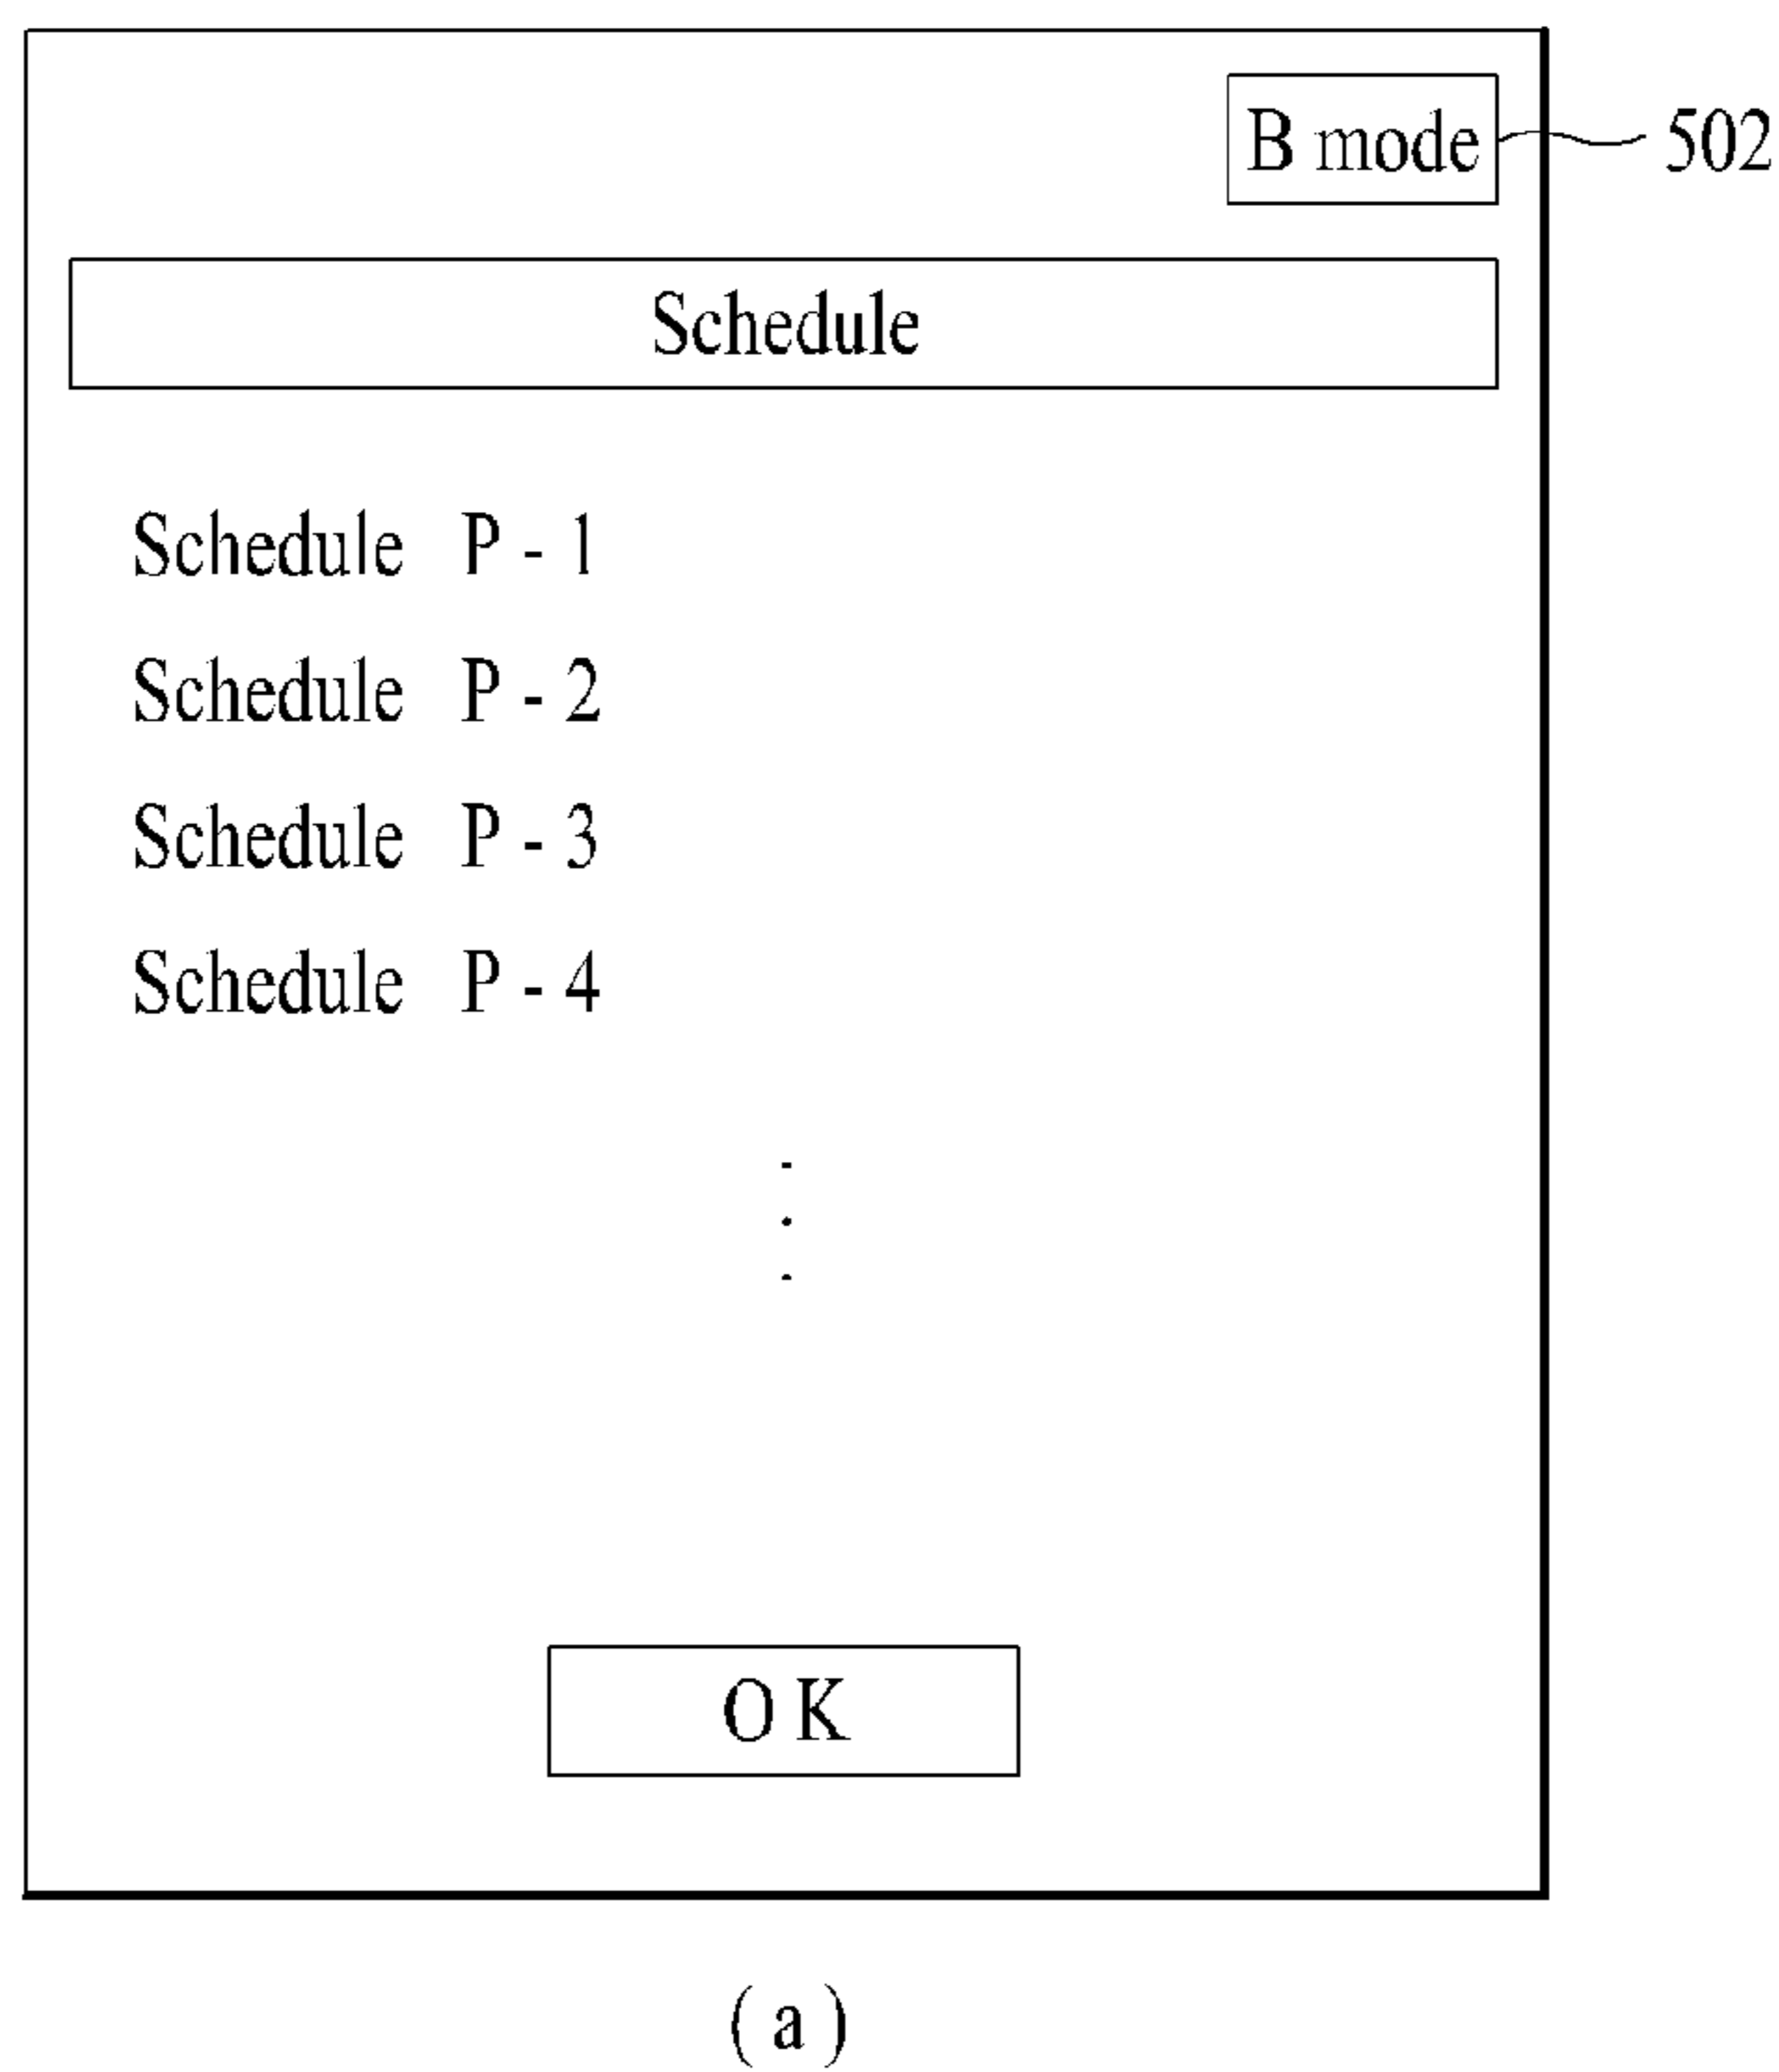 B mode 502
Schedule
Schedule P - 1
Schedule P - 2
Schedule P - 3
Schedule P - 4
OK
( a )